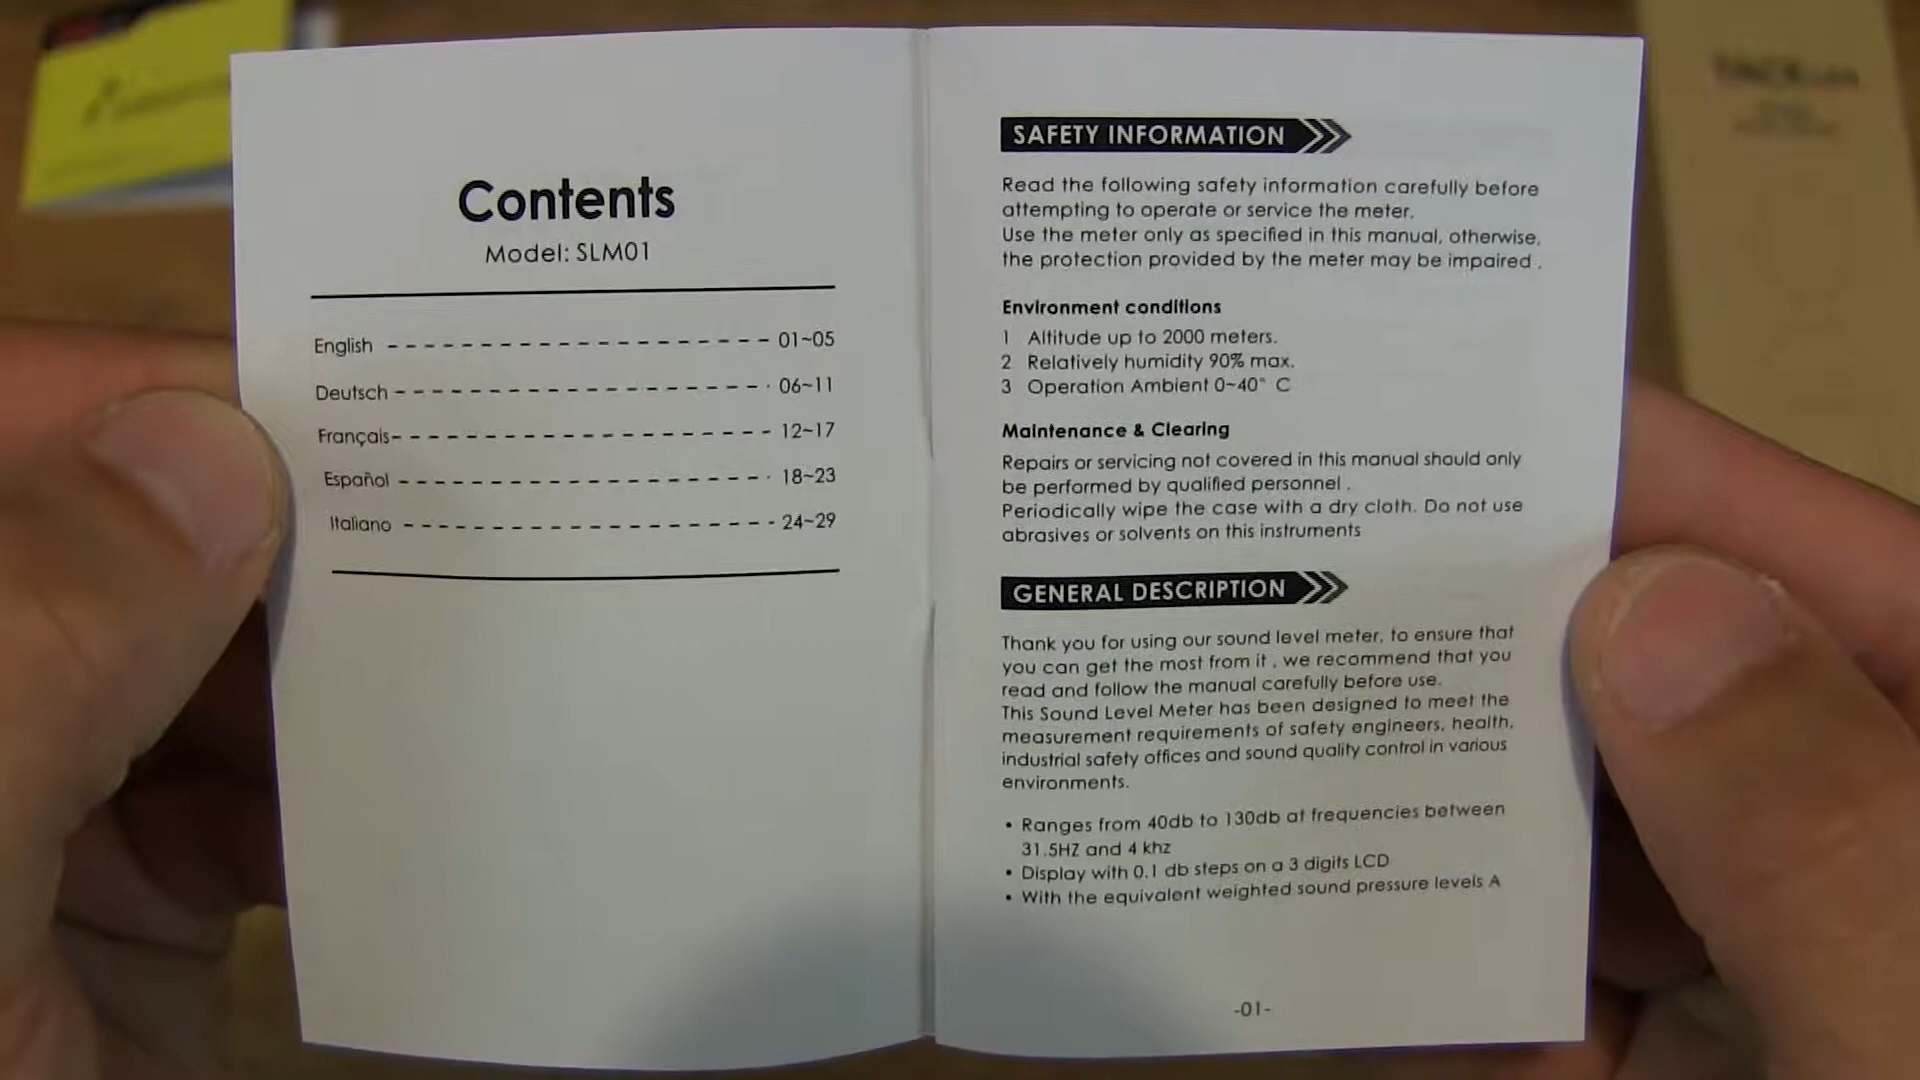 Contents
Model: SLM01
English 01~05
Deutsch 06~11
Français 12~17
Español 18~23
Italiano 24~29
SAFETY INFORMATION
Read the following safety information carefully before
attempting to operate or service the meter.
Use the meter only as specified in this manual, otherwise,
the protection provided by the meter may be impaired .
Environment conditions
1 Altitude up to 2000 meters.
2 Relatively humidity 90% max.
3 Operation Ambient 0~40° C
Maintenance & Clearing
Repairs or servicing not covered in this manual should only
be performed by qualified personnel .
Periodically wipe the case with a dry cloth. Do not use
abrasives or solvents on this instruments
GENERAL DESCRIPTION
Thank you for using our sound level meter, to ensure that
you can get the most from it , we recommend that you
read and follow the manual carefully before use.
This Sound Level Meter has been designed to meet the
measurement requirements of safety engineers, health,
industrial safety offices and sound quality control in various
environments.
• Ranges from 40db to 130db at frequencies between
31.5HZ and 4 khz
• Display with 0.1 db steps on a 3 digits LCD
• With the equivalent weighted sound pressure levels A
-01-